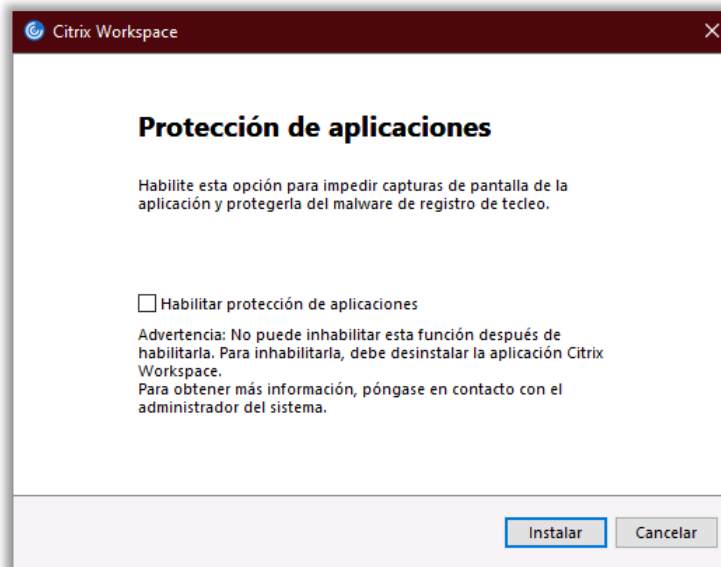 Citrix Workspace
Protección de aplicaciones
Habilite esta opción para impedir capturas de pantalla de la
aplicación y protegerla del malware de registro de tecleo.
Habilitar protección de aplicaciones
Advertencia: No puede inhabilitar esta función después de
habilitarla. Para inhabilitarla, debe desinstalar la aplicación Citrix
Workspace.
Para obtener más información, póngase en contacto con el
administrador del sistema.
Instalar
Cancelar